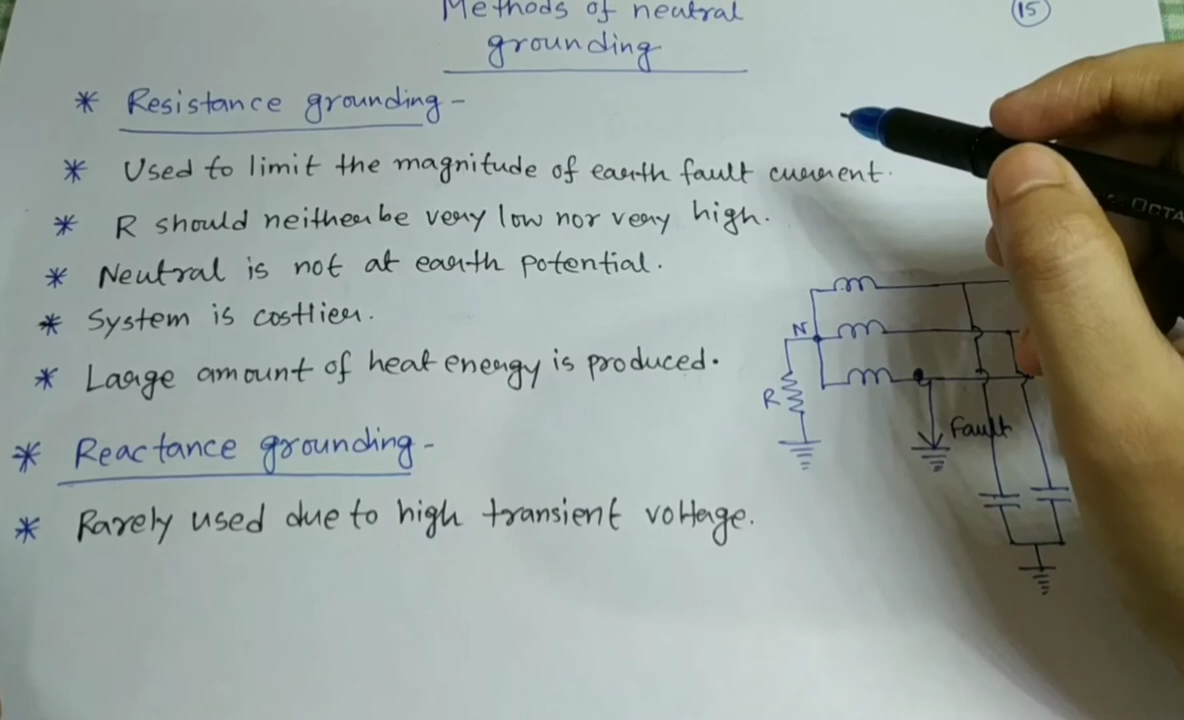 Methods of neutral
grounding
15
* Resistance grounding -
* Used to limit the magnitude of earth fault current.
* R should neither be very low nor very high.
* Neutral is not at earth potential.
* System is costlier.
* Large amount of heat energy is produced.
N
R
Fault
* Reactance grounding -
* Rarely used due to high transient voltage.
OCTA